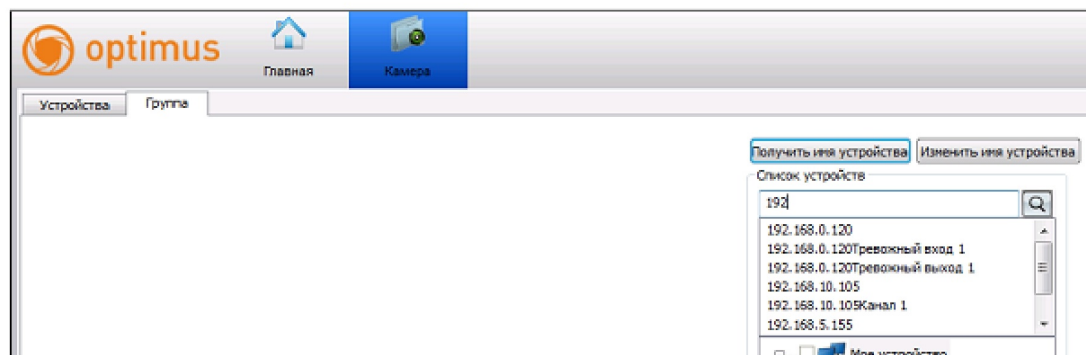 optimus
Главная
Камера
Устройства
Группа
Получить имя устройства
Изменить имя устройства
Список устройств
192
192.168.0.120
192.168.0.120Тревожный вход 1
192.168.0.120Тревожный выход 1
192.168.10.105
192.168.10.105Канал 1
192.168.5.155
Мое устройство